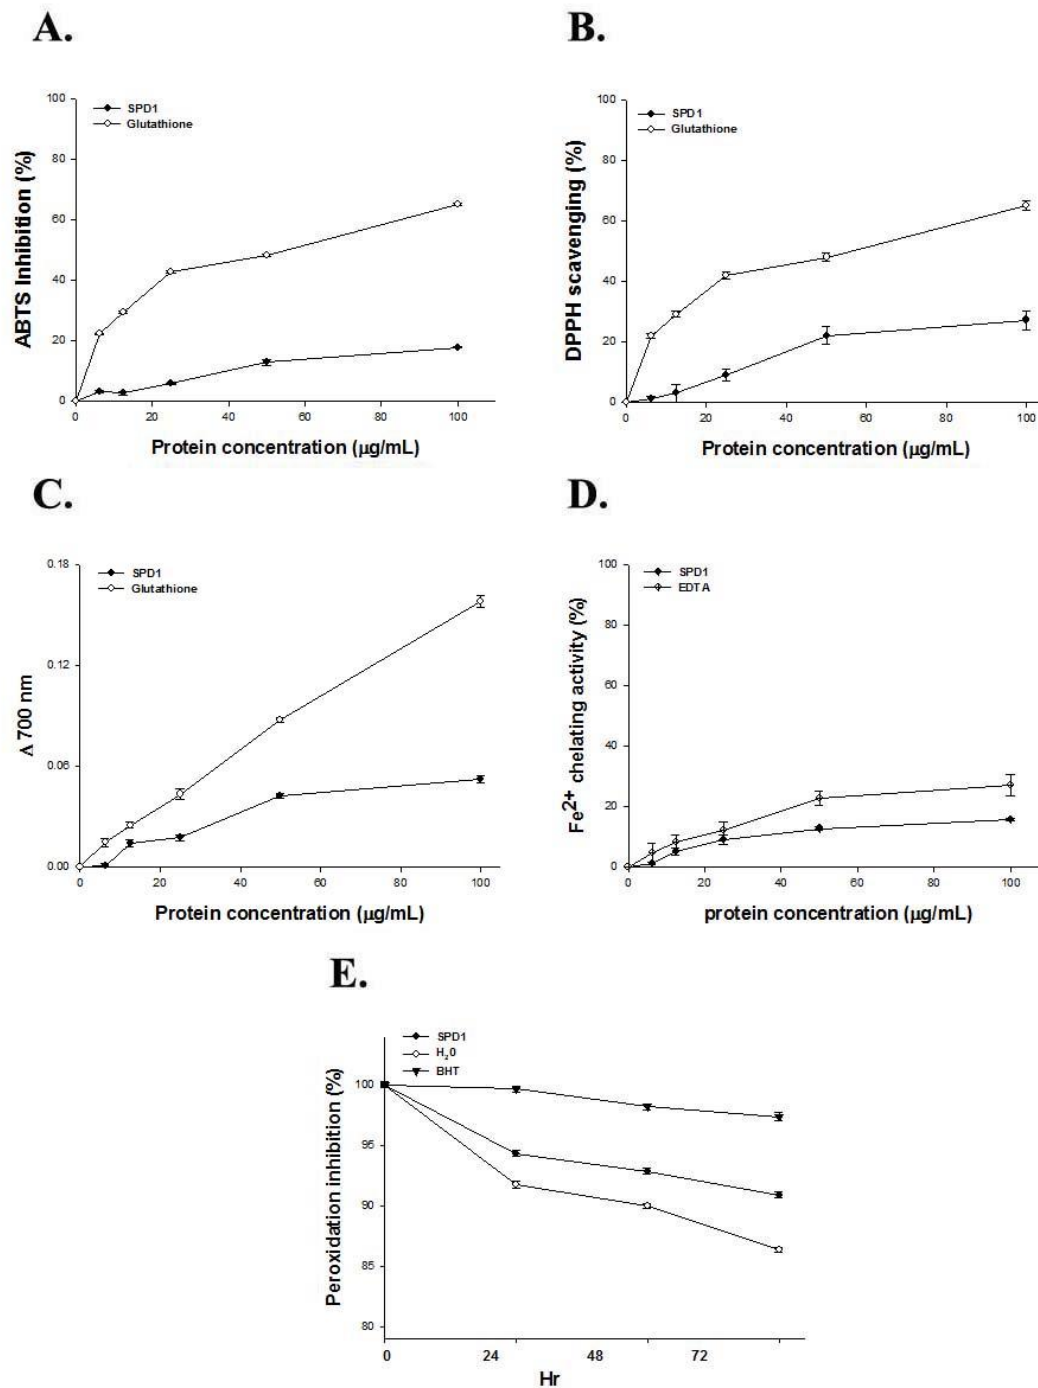 A.
100
80
60
40
20
0
ABTS Inhibition (%)
SPD1
Glutathione
0 20 40 60 80 100
Protein concentration (μg/mL)
B.
100
80
60
40
20
0
DPPH scavenging (%)
SPD1
Glutathione
0 20 40 60 80 100
Protein concentration (μg/mL)
C.
0.18
0.12
0.06
0.00
Δ 700 nm
SPD1
Glutathione
0 20 40 60 80 100
Protein concentration (μg/mL)
D.
100
80
60
40
20
0
Fe2+ chelating activity (%)
SPD1
EDTA
0 20 40 60 80 100
protein concentration (μg/mL)
E.
100
95
90
85
80
Peroxidation inhibition (%)
SPD1
H20
BHT
0 24 48 72
Hr